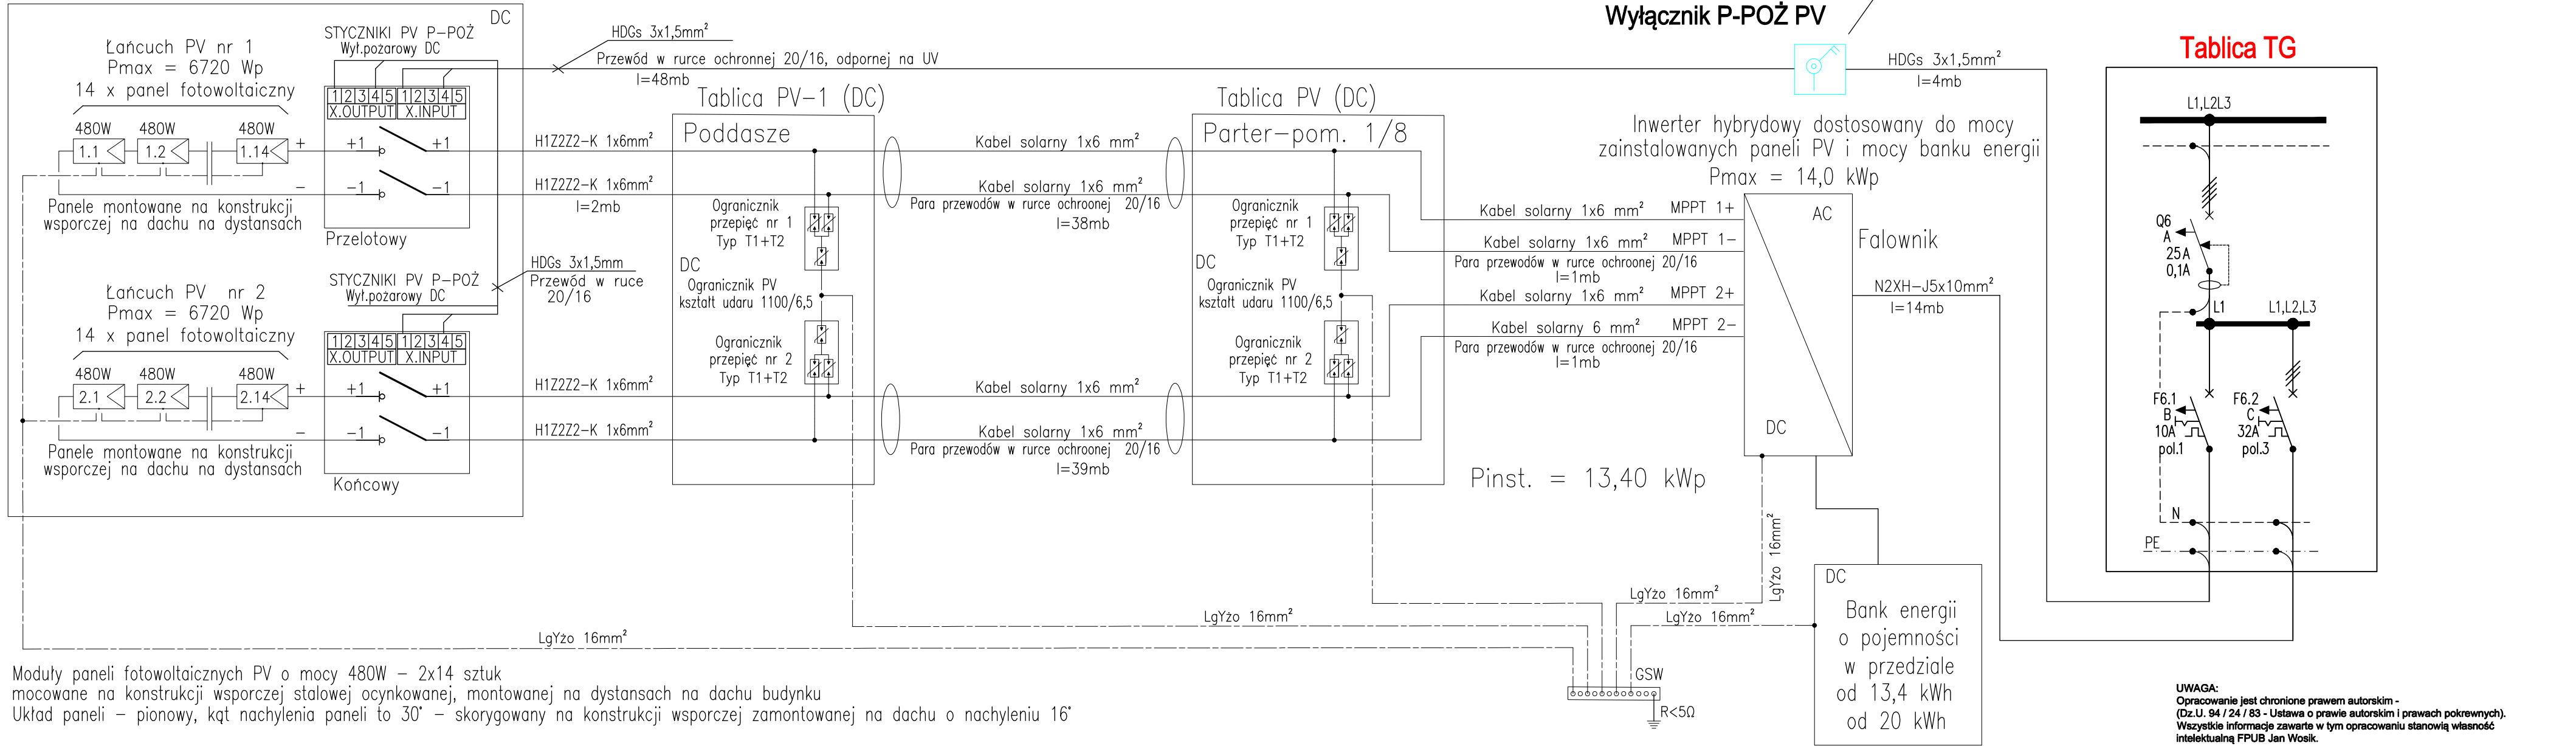 DC
Łańcuch PV nr 1
Pmax = 6720 Wp
14 x panel fotowoltaiczny
480W 480W 480W
1.1 1.2 1.14 +
-
Panele montowane na konstrukcji
wsporczej na dachu na dystansach
STYCZNIKI PV P-POŻ
Wył.pożarowy DC
1 2 3 4 5 1 2 3 4 5
X.OUTPUT X.INPUT
+1 +1
-1 -1
Przelotowy
Łańcuch PV nr 2
Pmax = 6720 Wp
14 x panel fotowoltaiczny
480W 480W 480W
2.1 2.2 2.14 +
-
Panele montowane na konstrukcji
wsporczej na dachu na dystansach
STYCZNIKI PV P-POŻ
Wył.pożarowy DC
1 2 3 4 5 1 2 3 4 5
X.OUTPUT X.INPUT
+1 +1
-1 -1
Końcowy
HDGs 3x1,5mm²
Przewód w rurce ochronnej 20/16, odpornej na UV
l=48mb
HDGs 3x1,5mm
Przewód w ruce
20/16
H1Z2Z2-K 1x6mm²
H1Z2Z2-K 1x6mm²
l=2mb
H1Z2Z2-K 1x6mm²
H1Z2Z2-K 1x6mm²
Tablica PV-1 (DC)
Poddasze
Ogranicznik
przepięć nr 1
Typ T1+T2
DC
Ogranicznik PV
kształt udaru 1100/6,5
Ogranicznik
przepięć nr 2
Typ T1+T2
Kabel solarny 1x6 mm²
Kabel solarny 1x6 mm²
Para przewodów w rurce ochroonej 20/16
l=38mb
Kabel solarny 1x6 mm²
Kabel solarny 1x6 mm²
Para przewodów w rurce ochroonej 20/16
l=39mb
Tablica PV (DC)
Parter-pom. 1/8
Ogranicznik
przepięć nr 1
Typ T1+T2
DC
Ogranicznik PV
kształt udaru 1100/6,5
Ogranicznik
przepięć nr 2
Typ T1+T2
Wyłącznik P-POŻ PV
HDGs 3x1,5mm²
l=4mb
Inwerter hybrydowy dostosowany do mocy
zainstalowanych paneli PV i mocy banku energii
Pmax = 14,0 kWp
Kabel solarny 1x6 mm² MPPT 1+
Kabel solarny 1x6 mm² MPPT 1-
Para przewodów w rurce ochroonej 20/16
l=1mb
Kabel solarny 1x6 mm² MPPT 2+
Kabel solarny 6 mm² MPPT 2-
Para przewodów w rurce ochroonej 20/16
l=1mb
AC
DC
Falownik
N2XH-J5x10mm²
l=14mb
Pinst. = 13,40 kWp
LgYżo 16mm²
LgYżo 16mm²
LgYżo 16mm²
LgYżo 16mm²
LgYżo 16mm²
GSW
R<5Ω
DC
Bank energii
o pojemności
w przedziale
od 13,4 kWh
od 20 kWh
Tablica TG
L1,L2L3
Q6
A
25A
0,1A
L1 L1,L2,L3
F6.1 F6.2
B C
10A 32A
pol.1 pol.3
N
PE
Moduły paneli fotowoltaicznych PV o mocy 480W - 2x14 sztuk
mocowane na konstrukcji wsporczej stalowej ocynkowanej, montowanej na dystansach na dachu budynku
Układ paneli - pionowy, kąt nachylenia paneli to 30° - skorygowany na konstrukcji wsporczej zamontowanej na dachu o nachyleniu 16°
UWAGA:
Opracowanie jest chronione prawem autorskim -
(Dz.U. 94 / 24 / 83 - Ustawa o prawie autorskim i prawach pokrewnych).
Wszystkie informacje zawarte w tym opracowaniu stanowią własność
intelektualną FPUB Jan Wosik.